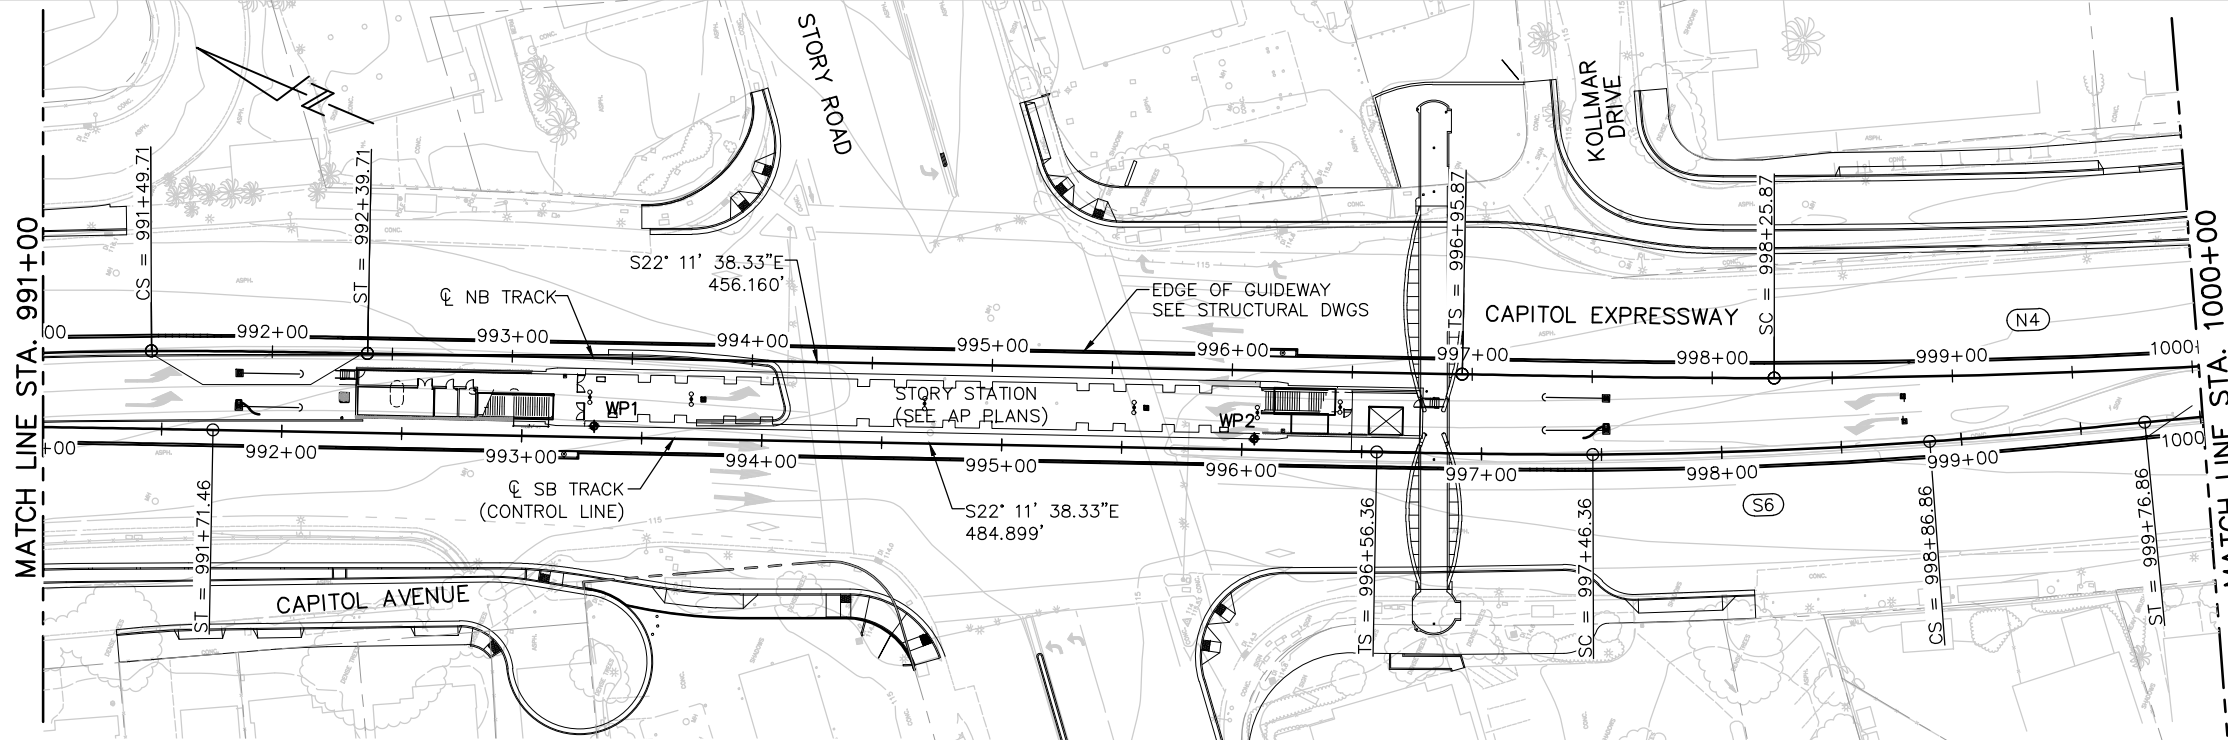 MATCH LINE STA. 991+00
STORY ROAD
KOLLMAR
DRIVE
CS = 991+49.71
ST = 992+39.71
S22° 11' 38.33"E
456.160'
℄ NB TRACK
EDGE OF GUIDEWAY
SEE STRUCTURAL DWGS
TS = 996+95.87
CAPITOL EXPRESSWAY
SC = 998+25.87
N4
MATCH LINE STA. 1000+00
00
992+00
993+00
994+00
995+00
996+00
997+00
998+00
999+00
1000
WP1
STORY STATION
(SEE AP PLANS)
WP2
+00
992+00
993+00
994+00
995+00
996+00
997+00
998+00
999+00
1000
℄ SB TRACK
(CONTROL LINE)
S22° 11' 38.33"E
484.899'
S6
ST = 991+71.46
TS = 996+56.36
SC = 997+46.36
CS = 998+86.86
ST = 999+76.86
CAPITOL AVENUE